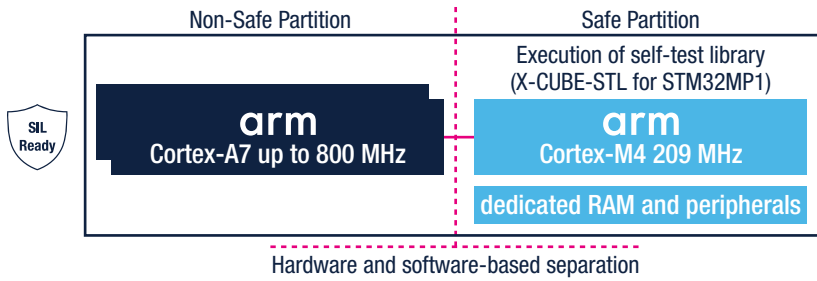 Non-Safe Partition
Safe Partition
Execution of self-test library
(X-CUBE-STL for STM32MP1)
SIL
Ready
arm
Cortex-A7 up to 800 MHz
arm
Cortex-M4 209 MHz
dedicated RAM and peripherals
Hardware and software-based separation